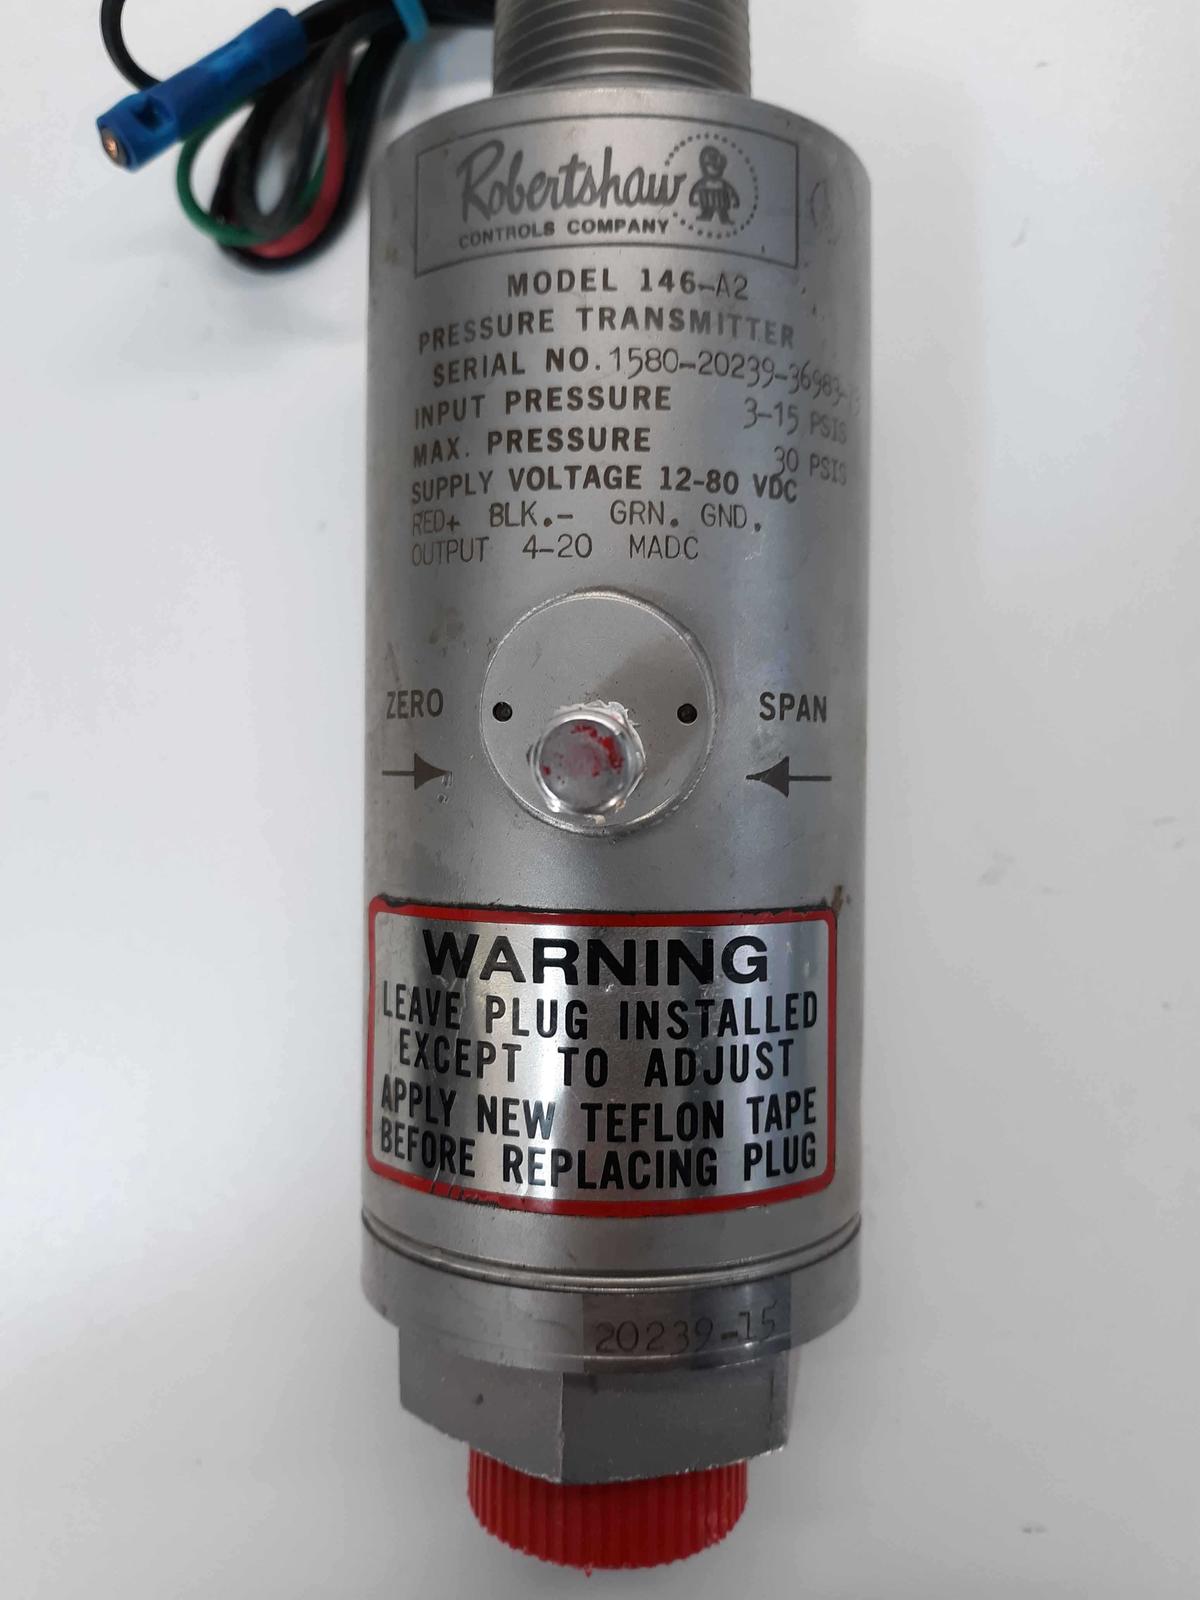 Robertshaw
CONTROLS COMPANY
MODEL 146-A2
PRESSURE TRANSMITTER
SERIAL NO. 1580-20239-36983-
INPUT PRESSURE 3-15 PSIS
MAX. PRESSURE 30 PSIS
SUPPLY VOLTAGE 12-80 VDC
RED+ BLK.- GRN. GND.
OUTPUT 4-20 MADC
ZERO SPAN
WARNING
LEAVE PLUG INSTALLED
EXCEPT TO ADJUST
APPLY NEW TEFLON TAPE
BEFORE REPLACING PLUG
20239-15